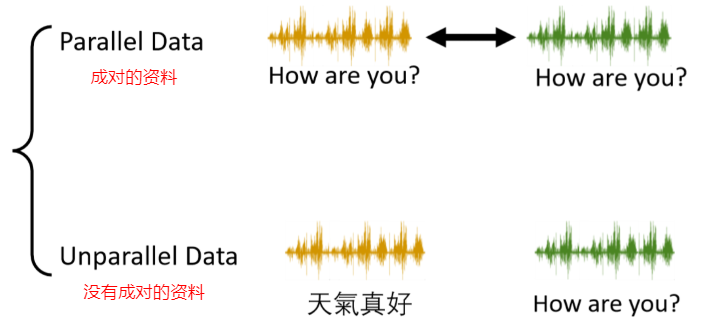 Parallel Data
成对的资料
How are you?
How are you?
Unparallel Data
没有成对的资料
天氣真好
How are you?